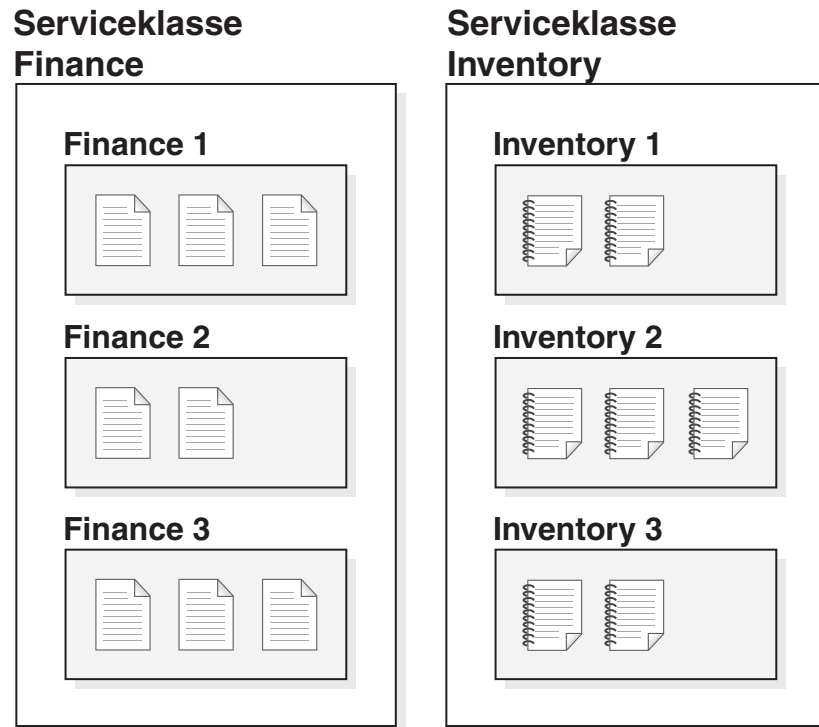 Serviceklasse
Finance
Finance 1
Finance 2
Finance 3
Serviceklasse
Inventory
Inventory 1
Inventory 2
Inventory 3